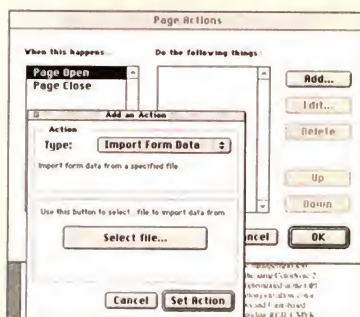 Page Actions
When this happens...
Do the following things:
Page Open
Page Close
Add...
Edit...
Delete
Up
Down
OK
Add an Action
Action
Type: Import Form Data
Import form data from a specified file.
Use this button to select file to import data from
Select file...
Cancel
Set Action
ncel